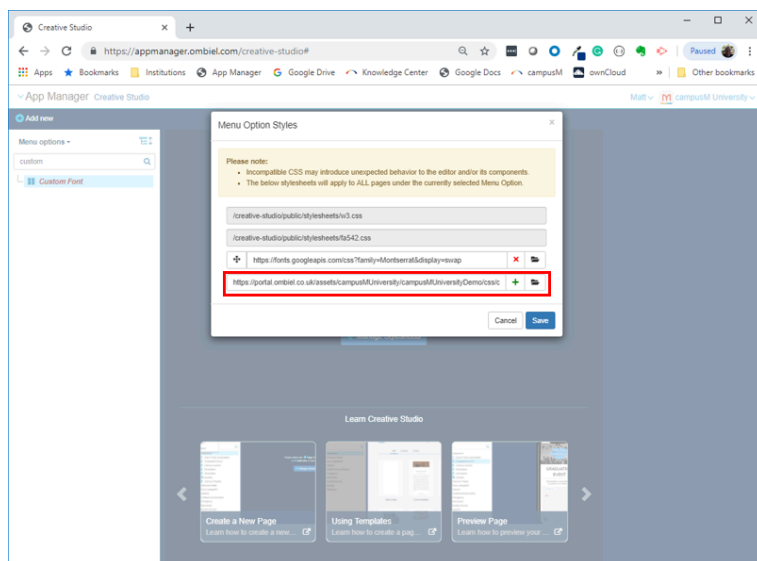 Creative Studio
https://appmanager.ombiel.com/creative-studio#
Paused
Apps Bookmarks Institutions App Manager Google Drive Knowledge Center Google Docs campusM ownCloud » Other bookmarks
App Manager Creative Studio
Matt campusM University
Add new
Menu options
custom
Custom Font
Menu Option Styles
Please note:
Incompatible CSS may introduce unexpected behavior to the editor and/or its components.
The below stylesheets will apply to ALL pages under the currently selected Menu Option.
/creative-studio/public/stylesheets/w3.css
/creative-studio/public/stylesheets/fa542.css
https://fonts.googleapis.com/css?family=Montserrat&display=swap
https://portal.ombiel.co.uk/assets/campusMUniversity/campusMUniversityDemo/css/c
Cancel Save
Learn Creative Studio
Create a New Page
Learn how to create a new...
Using Templates
Learn how to create a pag...
Preview Page
Learn how to preview your ...